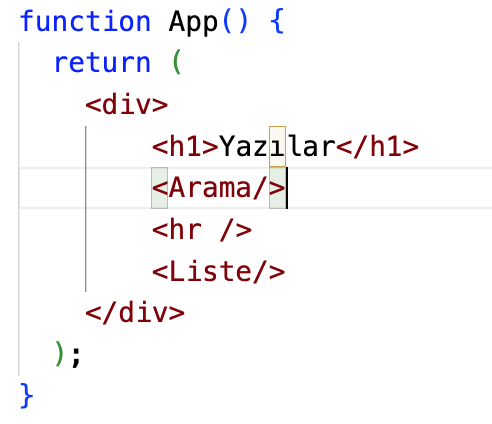 function App() {
  return (
    <div>
        <h1>Yazılar</h1>
        <Arama/>
        <hr />
        <Liste/>
    </div>
  );
}